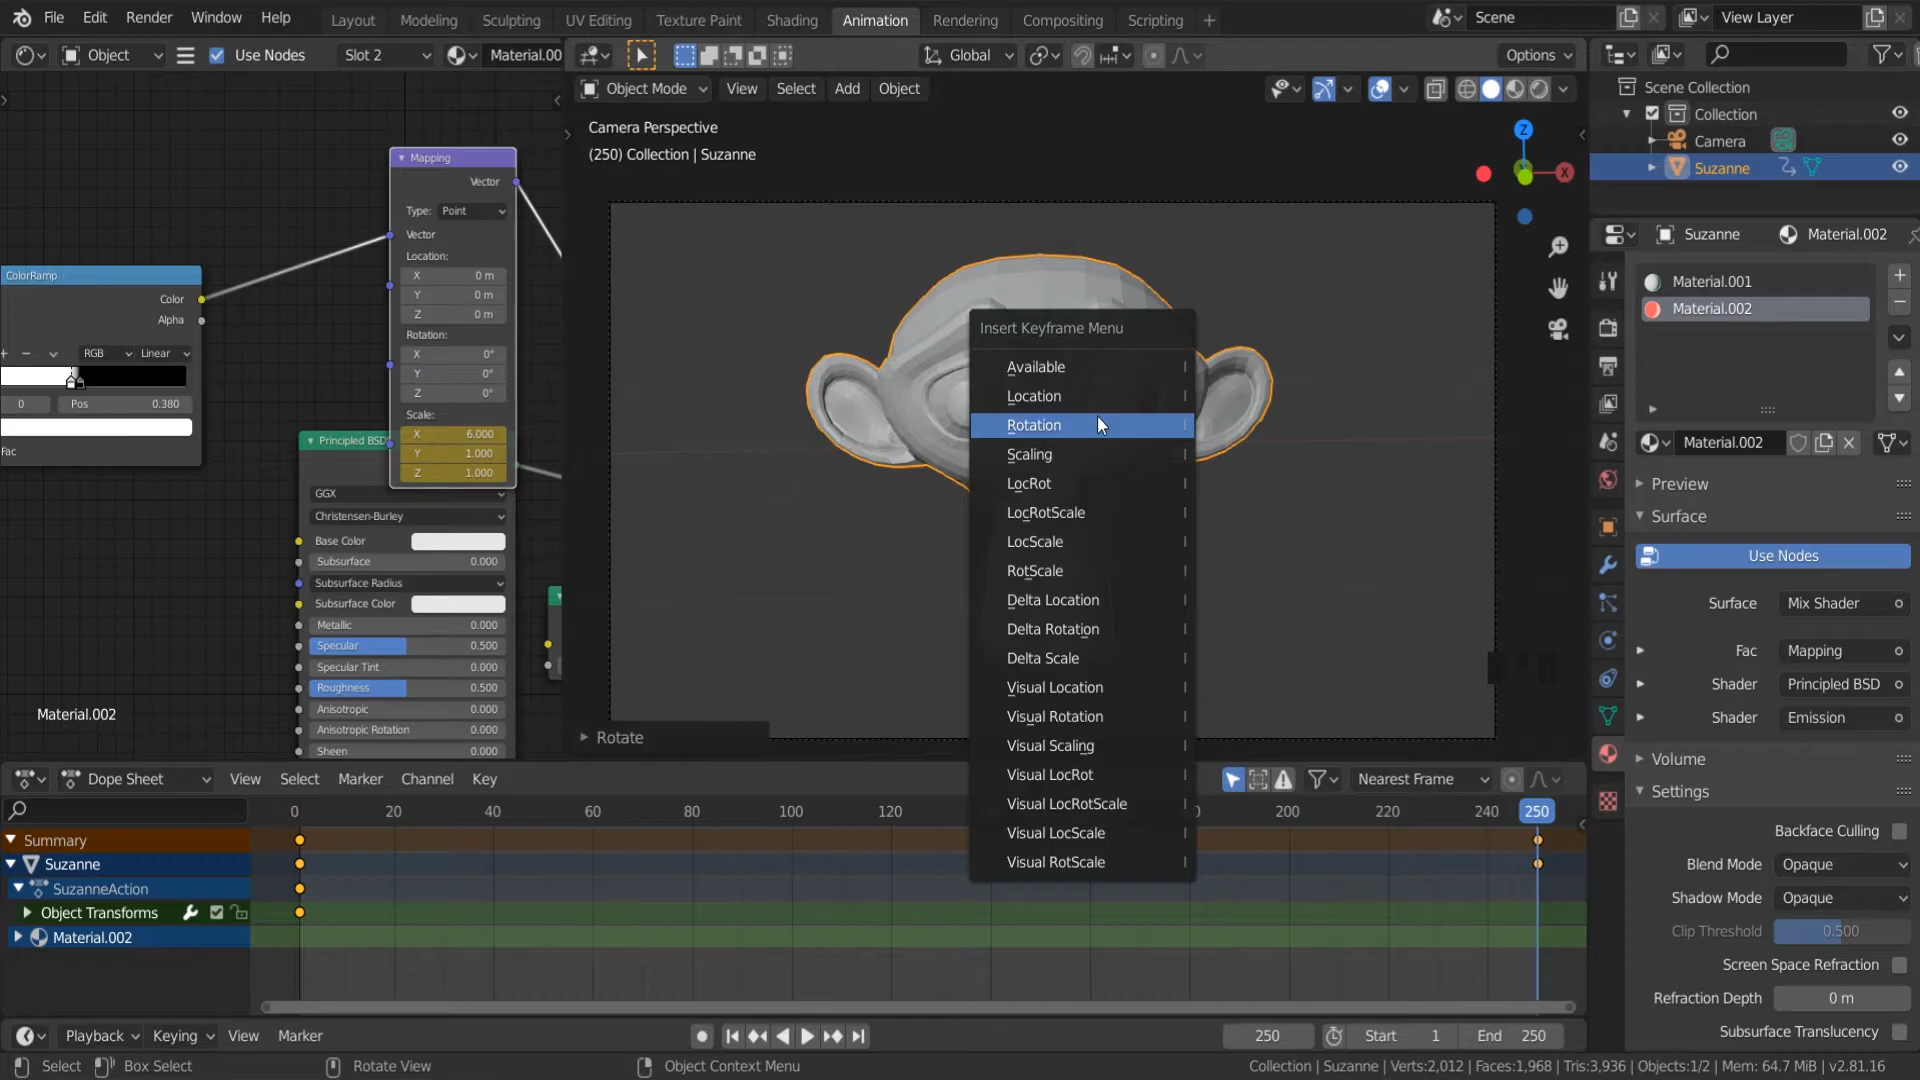 File Edit Render Window Help Layout Modeling Sculpting UV Editing Texture Paint Shading Animation Rendering Compositing Scripting + Scene View Layer
Object Use Nodes Slot 2 Material.00 Global Options
Object Mode View Select Add Object
Camera Perspective
(250) Collection | Suzanne
Z
X
Mapping
Vector
Type: Point
Vector
Location:
X 0 m
Y 0 m
Z 0 m
Rotation:
X 0°
Y 0°
Z 0°
Scale:
X 6.000
Y 1.000
Z 1.000
ColorRamp
Color
Alpha
RGB Linear
0 Pos 0.380
Fac
Principled BSD
GGX
Christensen-Burley
Base Color
Subsurface 0.000
Subsurface Radius
Subsurface Color
Metallic 0.000
Specular 0.500
Specular Tint 0.000
Roughness 0.500
Anisotropic 0.000
Anisotropic Rotation 0.000
Sheen 0.000
Material.002
Insert Keyframe Menu
Available I
Location I
Rotation I
Scaling I
LocRot I
LocRotScale I
LocScale I
RotScale I
Delta Location I
Delta Rotation I
Delta Scale I
Visual Location I
Visual Rotation I
Visual Scaling I
Visual LocRot I
Visual LocRotScale I
Visual LocScale I
Visual RotScale I
Rotate
Scene Collection
Collection
Camera
Suzanne
Suzanne Material.002
Material.001
Material.002
Material.002
Preview
Surface
Use Nodes
Surface Mix Shader
Fac Mapping
Shader Principled BSD
Shader Emission
Volume
Settings
Backface Culling
Blend Mode Opaque
Shadow Mode Opaque
Clip Threshold 0.500
Screen Space Refraction
Refraction Depth 0 m
Subsurface Translucency
Dope Sheet View Select Marker Channel Key Nearest Frame
0 20 40 60 80 100 120 0 200 220 240 250
Summary
Suzanne
SuzanneAction
Object Transforms
Material.002
Playback Keying View Marker 250 Start 1 End 250
Select Box Select Rotate View Object Context Menu Collection | Suzanne | Verts:2,012 | Faces:1,968 | Tris:3,936 | Objects:1/2 | Mem: 64.7 MiB | v2.81.16